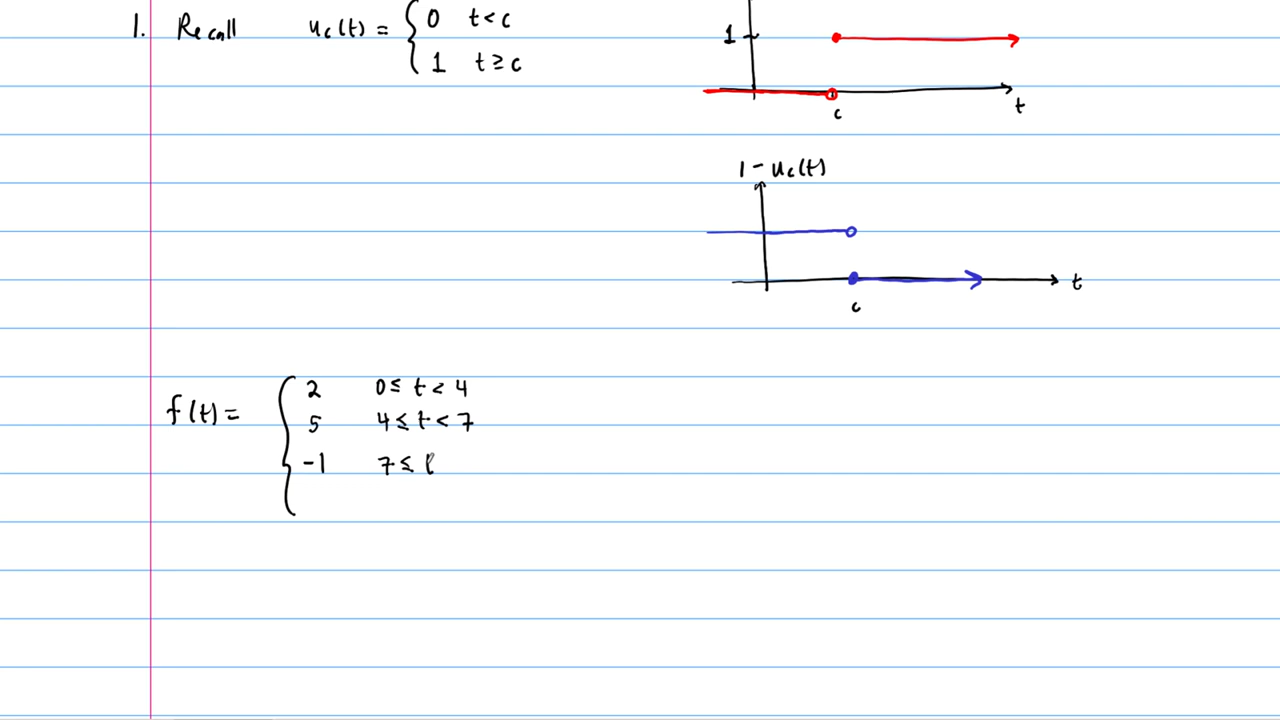 1. Recall u_c(t) = { 0 t < c
1 t ≥ c
1
c
t
1 - u_c(t)
t
c
f(t) = { 2 0 ≤ t < 4
5 4 ≤ t < 7
-1 7 ≤